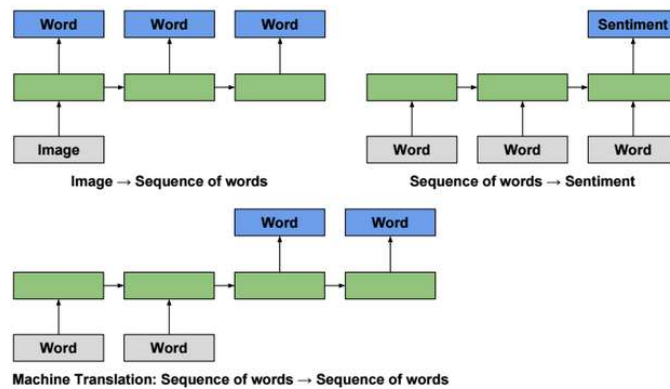 Word Word Word
Image
Image → Sequence of words
Sentiment
Word Word Word
Sequence of words → Sentiment
Word Word
Word Word
Machine Translation: Sequence of words → Sequence of words